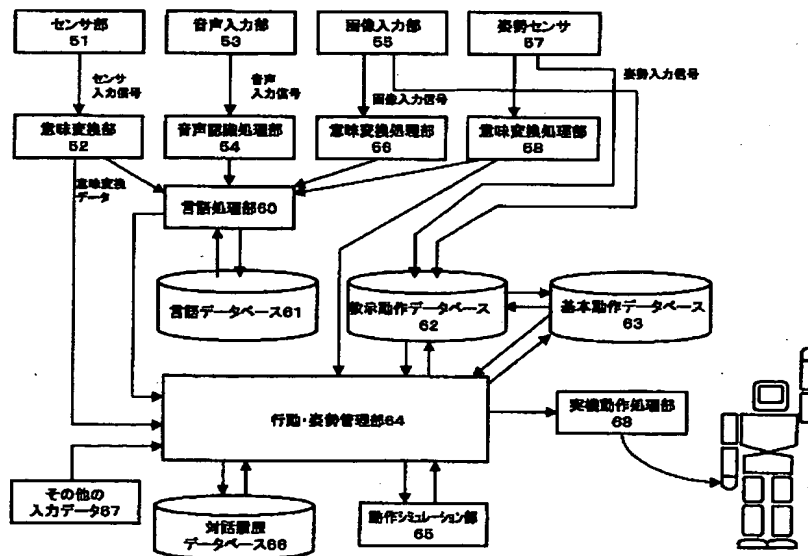 センサ部
51
音声入力部
53
画像入力部
55
姿勢センサ
57
センサ
入力信号
音声
入力信号
画像入力信号
姿勢入力信号
意味変換部
52
音声認識処理部
54
意味変換処理部
56
意味変換処理部
58
意味変換
データ
言語処理部60
言語データベース61
教示動作データベース
62
基本動作データベース
63
行動・姿勢管理部64
実機動作処理部
68
その他の
入力データ67
対話履歴
データベース66
動作シミュレーション部
65